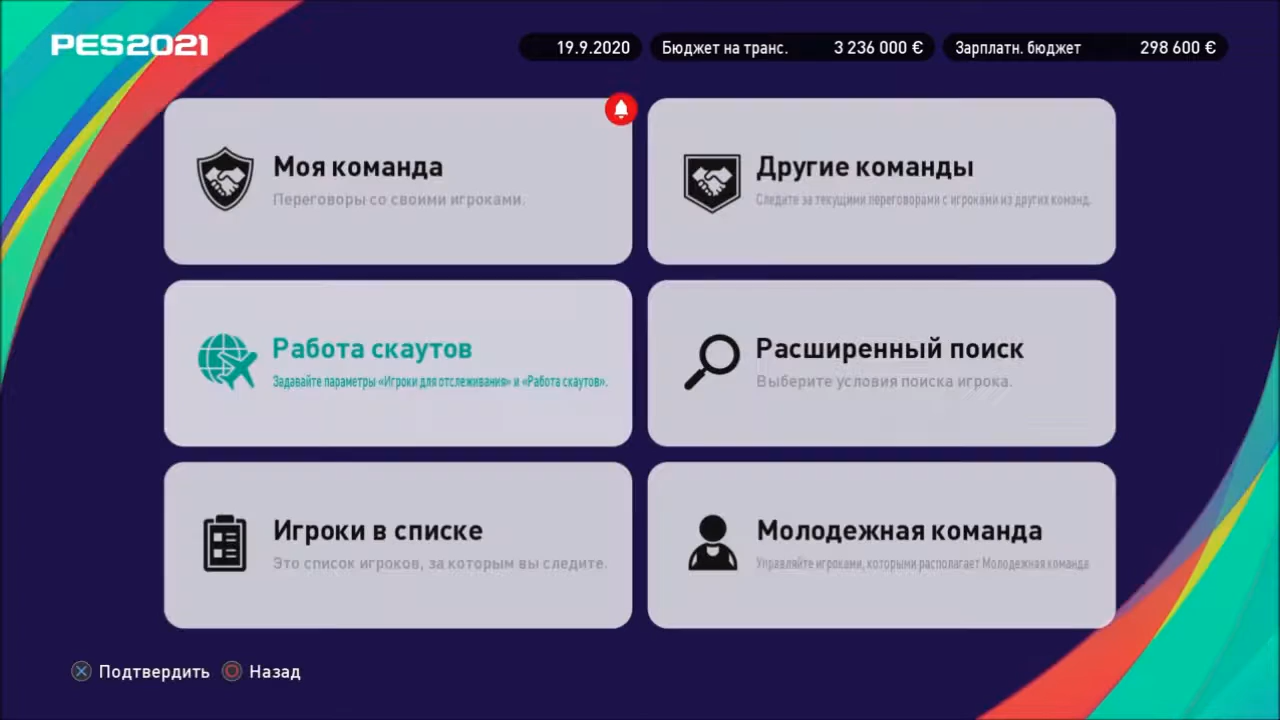 PES2021
19.9.2020 Бюджет на транс. 3 236 000 € Зарплатн. бюджет 298 600 €
Моя команда
Переговоры со своими игроками.
Другие команды
Следите за текущими переговорами с игроками из других команд.
Работа скаутов
Задавайте параметры «Игроки для отслеживания» и «Работа скаутов».
Расширенный поиск
Выберите условия поиска игрока.
Игроки в списке
Это список игроков, за которым вы следите.
Молодежная команда
Управляйте игроками, которыми располагает Молодежная команда
Подтвердить Назад